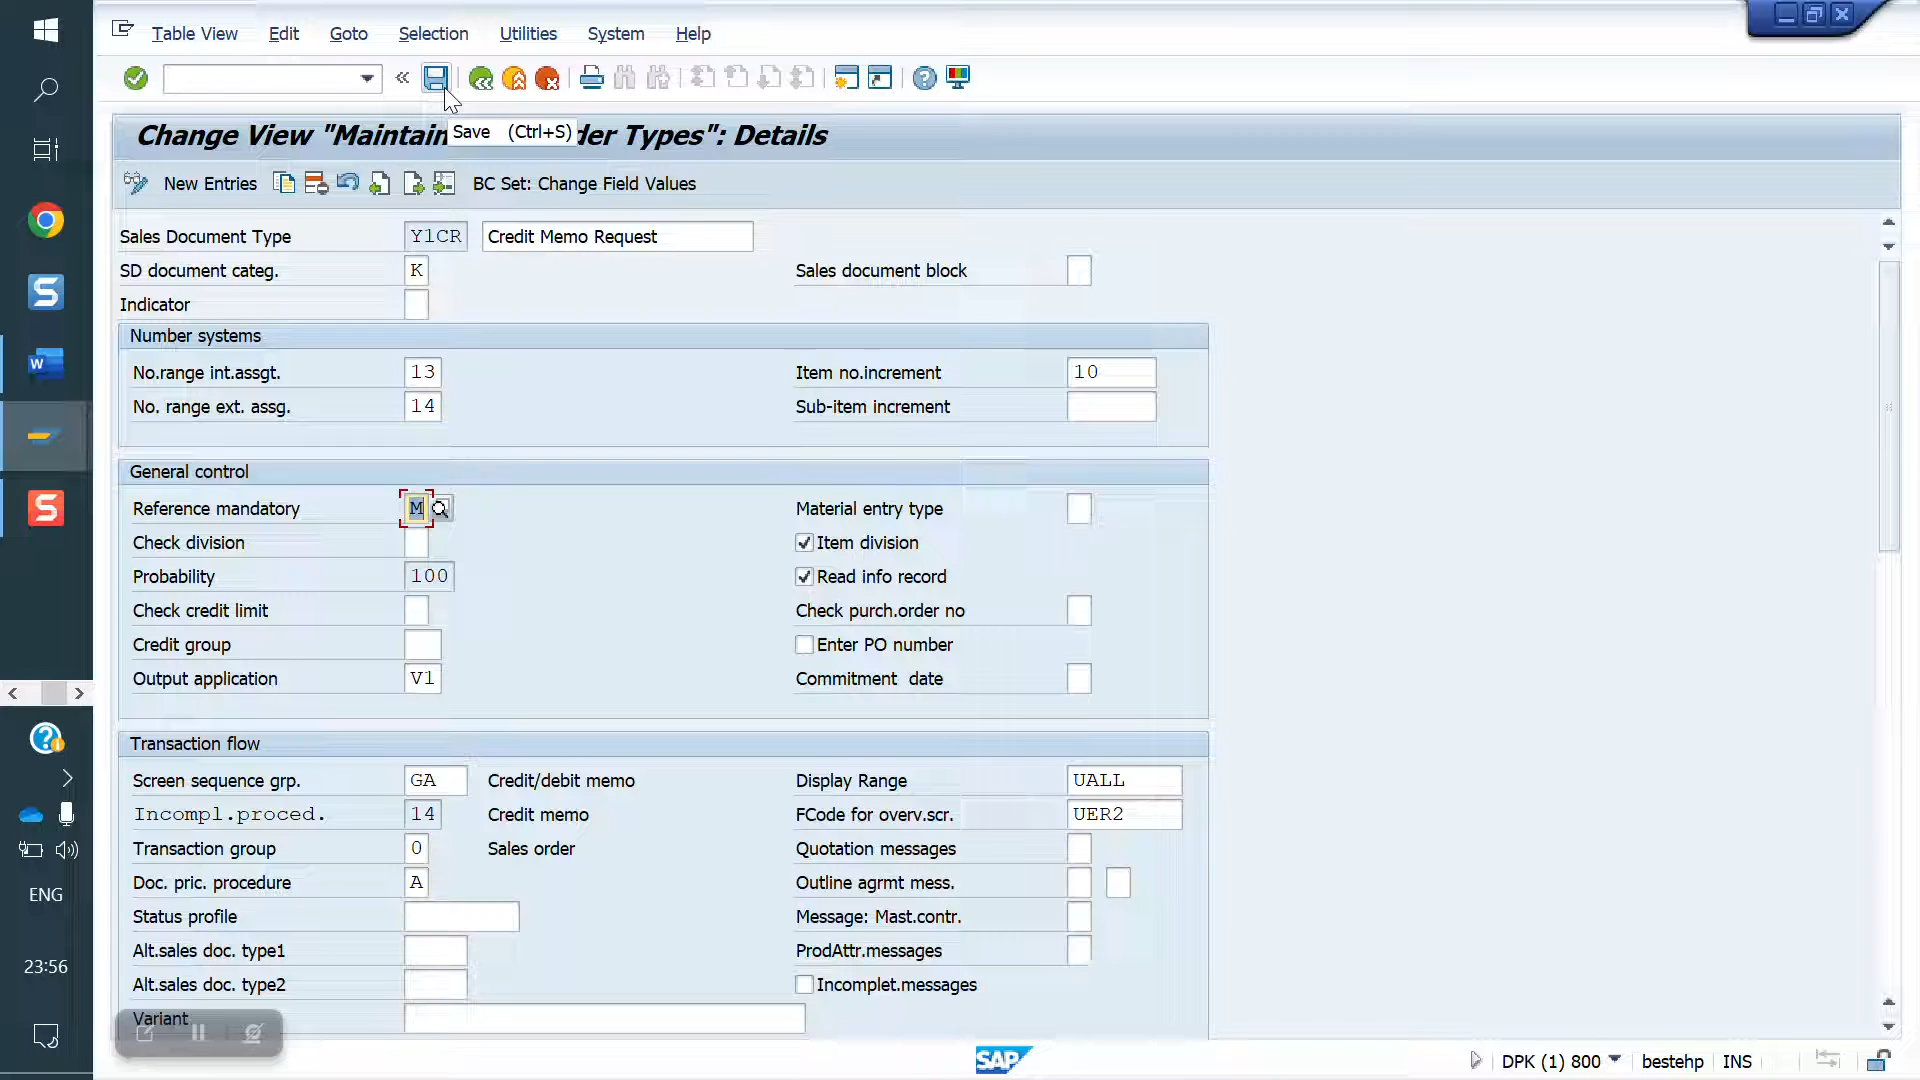 Table View Edit Goto Selection Utilities System Help
Save (Ctrl+S)
Change View "Maintain der Types": Details
New Entries BC Set: Change Field Values
Sales Document Type Y1CR Credit Memo Request
SD document categ. K Sales document block
Indicator
Number systems
No.range int.assgt. 13 Item no.increment 10
No. range ext. assg. 14 Sub-item increment
General control
Reference mandatory M Material entry type
Check division Item division
Probability 100 Read info record
Check credit limit Check purch.order no
Credit group Enter PO number
Output application V1 Commitment date
Transaction flow
Screen sequence grp. GA Credit/debit memo Display Range UALL
Incompl.proced. 14 Credit memo FCode for overv.scr. UER2
Transaction group 0 Sales order Quotation messages
Doc. pric. procedure A Outline agrmt mess.
Status profile Message: Mast.contr.
Alt.sales doc. type1 ProdAttr.messages
Alt.sales doc. type2 Incomplet.messages
Variant
SAP DPK (1) 800 bestehp INS
S
W
S
ENG
23:56